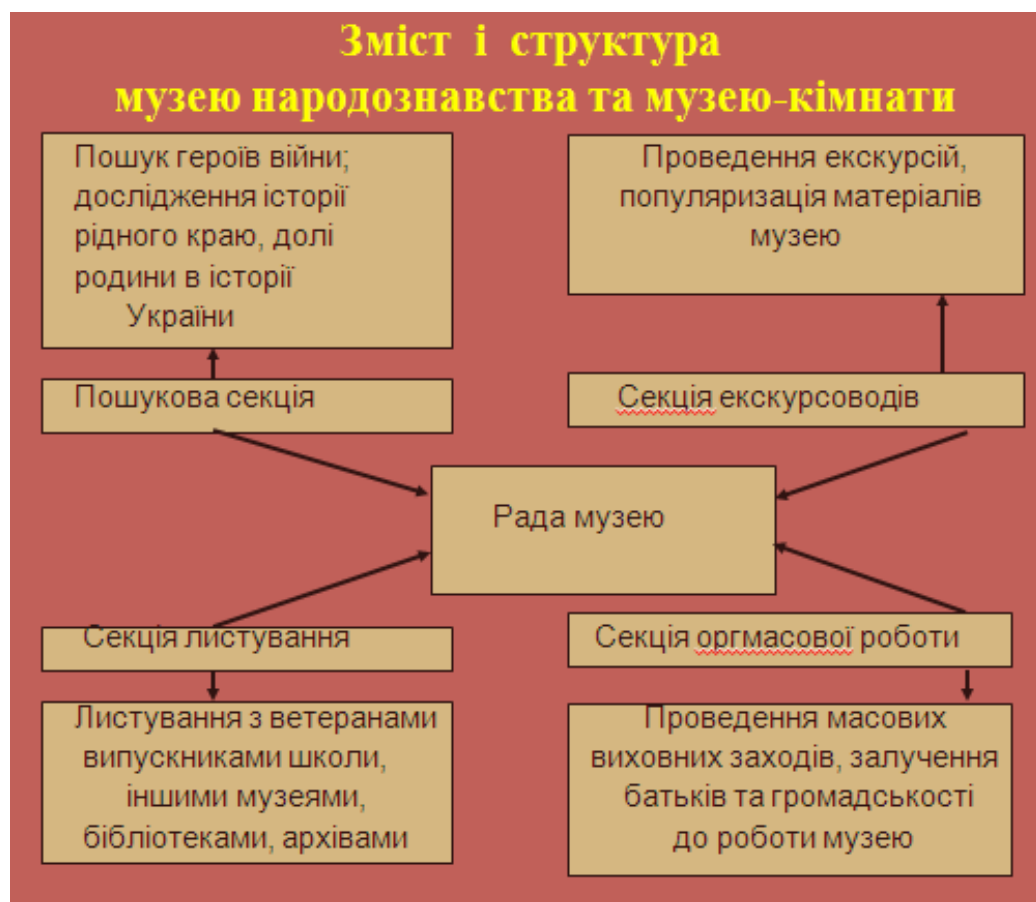 Зміст і структура
музею народознавства та музею-кімнати
Пошук героїв війни;
дослідження історії
рідного краю, долі
родини в історії
України
Проведення екскурсій,
популяризація матеріалів
музею
Пошукова секція
Секція екскурсоводів
Рада музею
Секція листування
Секція оргмасової роботи
Листування з ветеранами
випускниками школи,
іншими музеями,
бібліотеками, архівами
Проведення масових
виховних заходів, залучення
батьків та громадськості
до роботи музею